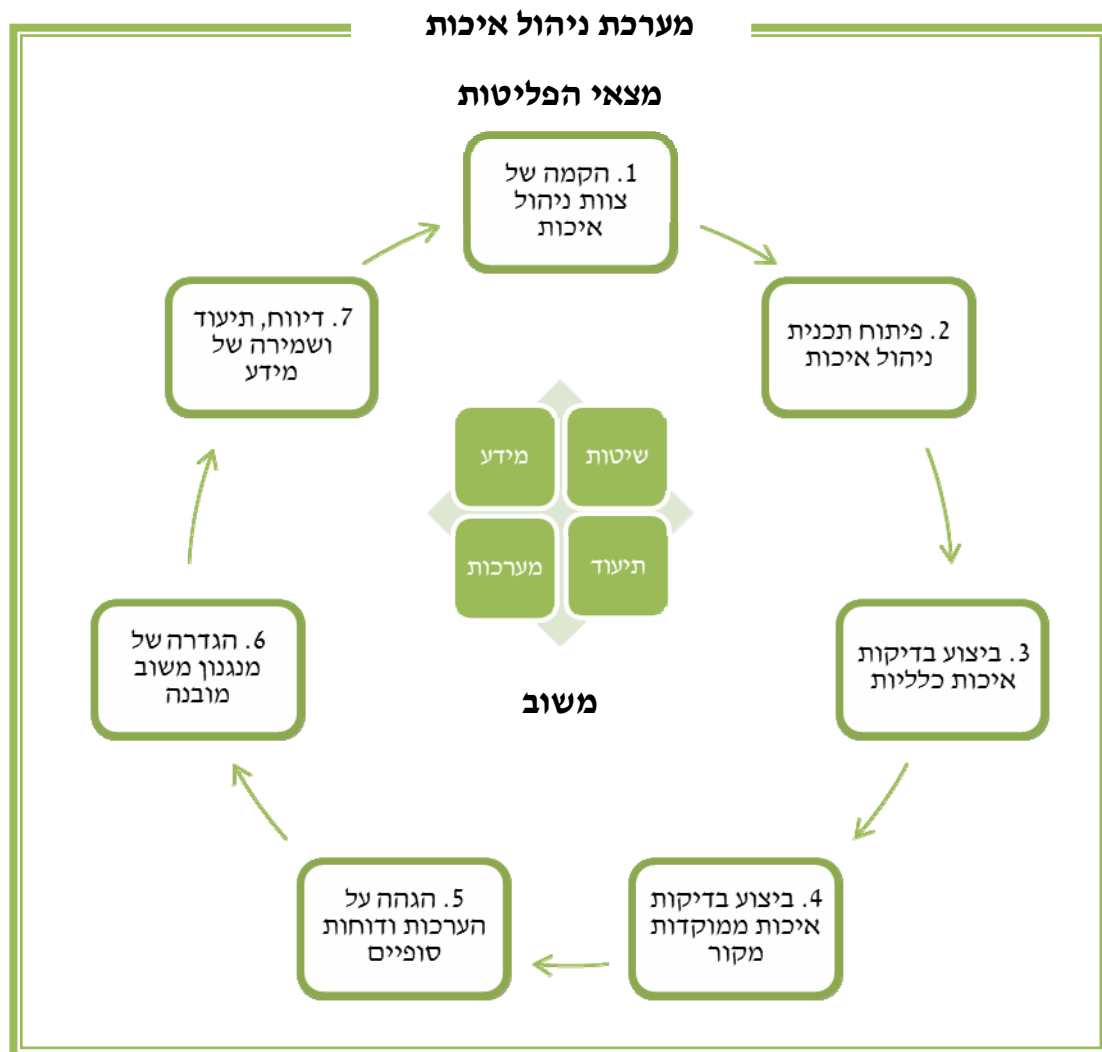 מערכת ניהול איכות
מצאי הפליטות
1. הקמה של
צוות ניהול
איכות
2. פיתוח תכנית
ניהול איכות
3. ביצוע בדיקות
איכות כלליות
4. ביצוע בדיקות
איכות ממוקדות
מקור
5. הגהה על
הערכות ודוחות
סופיים
6. הגדרה של
מנגנון משוב
מובנה
7. דיווח, תיעוד
ושמירה של
מידע
שיטות
מידע
תיעוד
מערכות
משוב